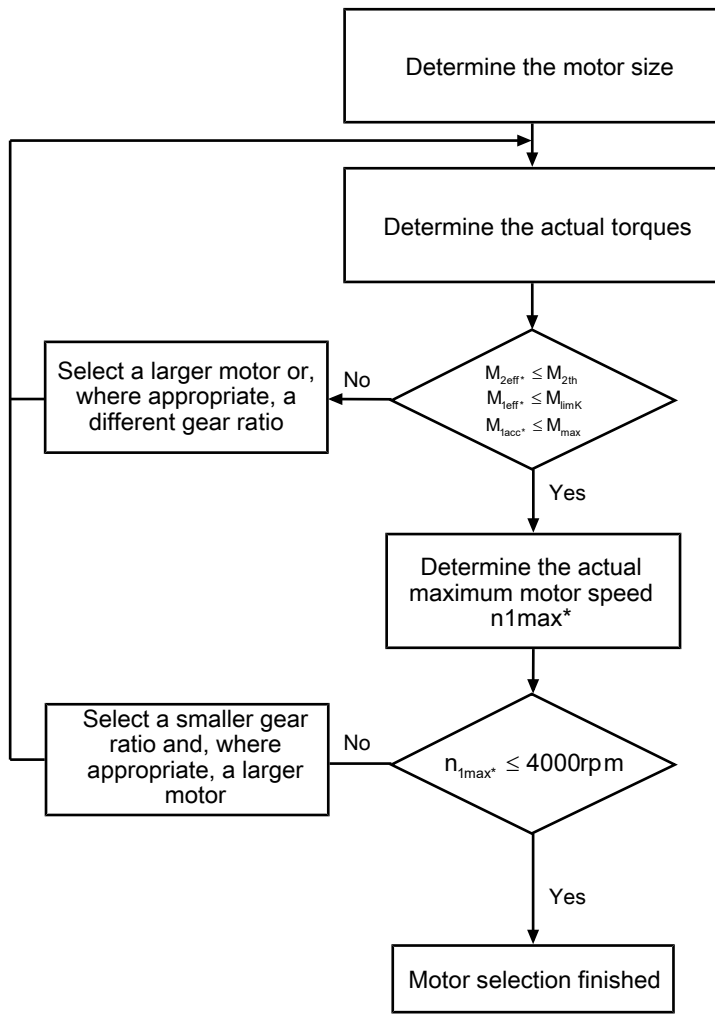 Determine the motor size
Determine the actual torques
Select a larger motor or,
where appropriate, a
different gear ratio
No
M2eff* ≤ M2th
M1eff* ≤ MlimK
M1acc* ≤ Mmax
Yes
Determine the actual
maximum motor speed
n1max*
Select a smaller gear
ratio and, where
appropriate, a larger
motor
No
n1max* ≤ 4000rpm
Yes
Motor selection finished